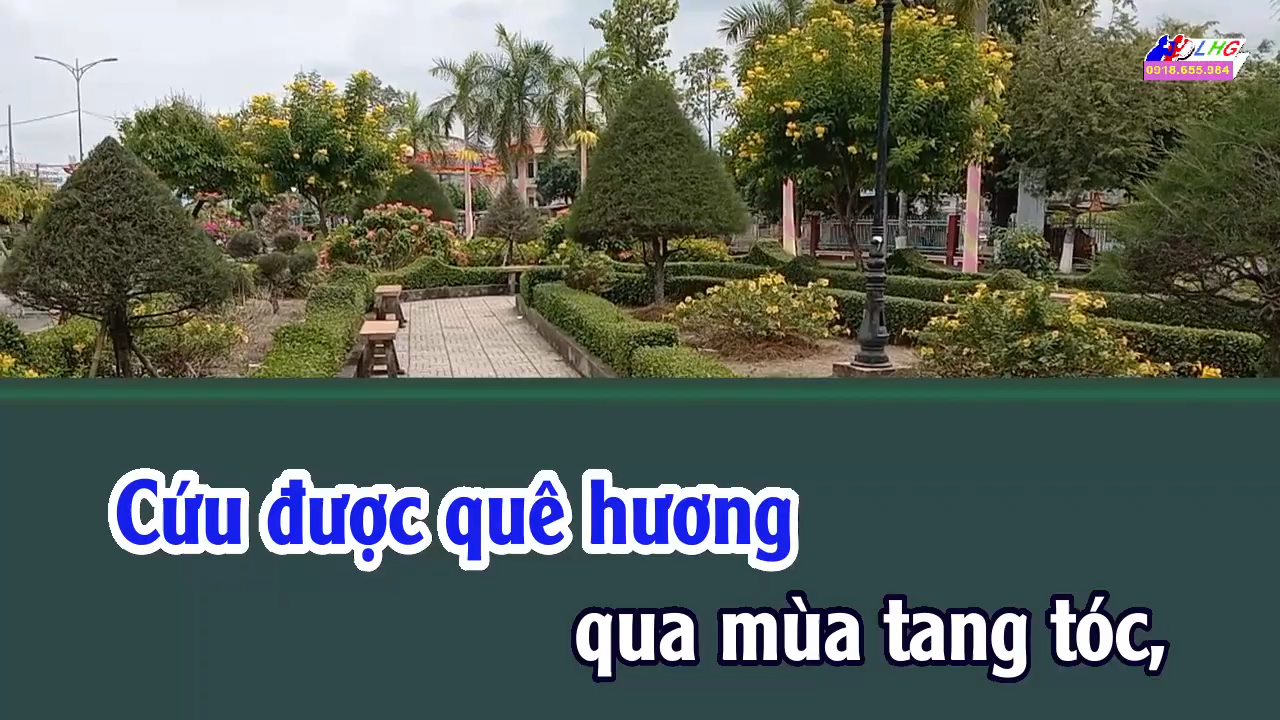 LHG
0918.655.984
Cứu được quê hương
qua mùa tang tóc,